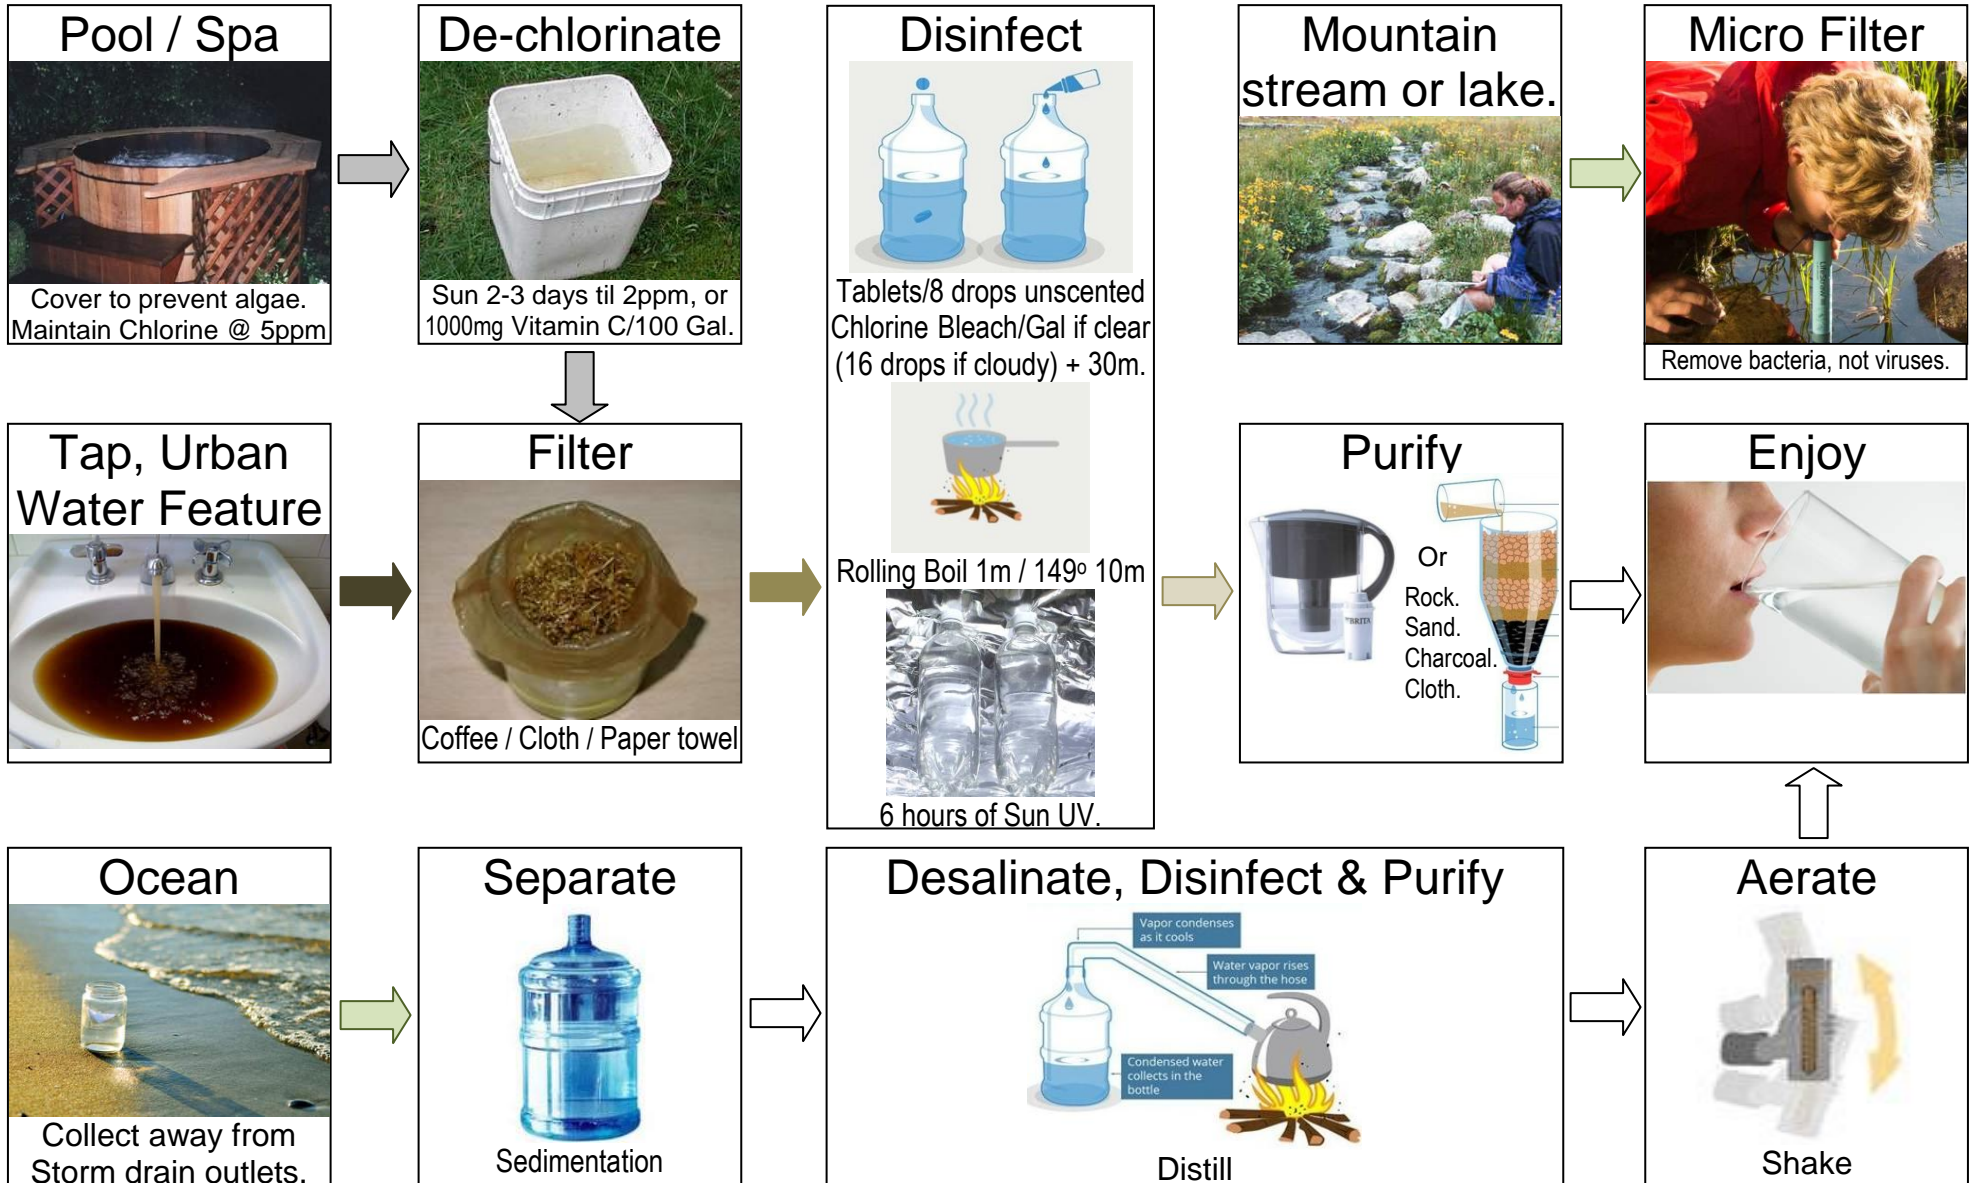 Pool / Spa
Cover to prevent algae.
Maintain Chlorine @ 5ppm
De-chlorinate
Sun 2-3 days til 2ppm, or
1000mg Vitamin C/100 Gal.
Disinfect
Tablets/8 drops unscented
Chlorine Bleach/Gal if clear
(16 drops if cloudy) + 30m.
Rolling Boil 1m / 149º 10m
6 hours of Sun UV.
Mountain
stream or lake.
Micro Filter
Remove bacteria, not viruses.
Tap, Urban
Water Feature
Filter
Coffee / Cloth / Paper towel
Purify
BRITA
Or
Rock.
Sand.
Charcoal.
Cloth.
Enjoy
Ocean
Collect away from
Storm drain outlets.
Separate
Sedimentation
Desalinate, Disinfect & Purify
Vapor condenses
as it cools
Water vapor rises
through the hose
Condensed water
collects in the
bottle
Distill
Aerate
Shake